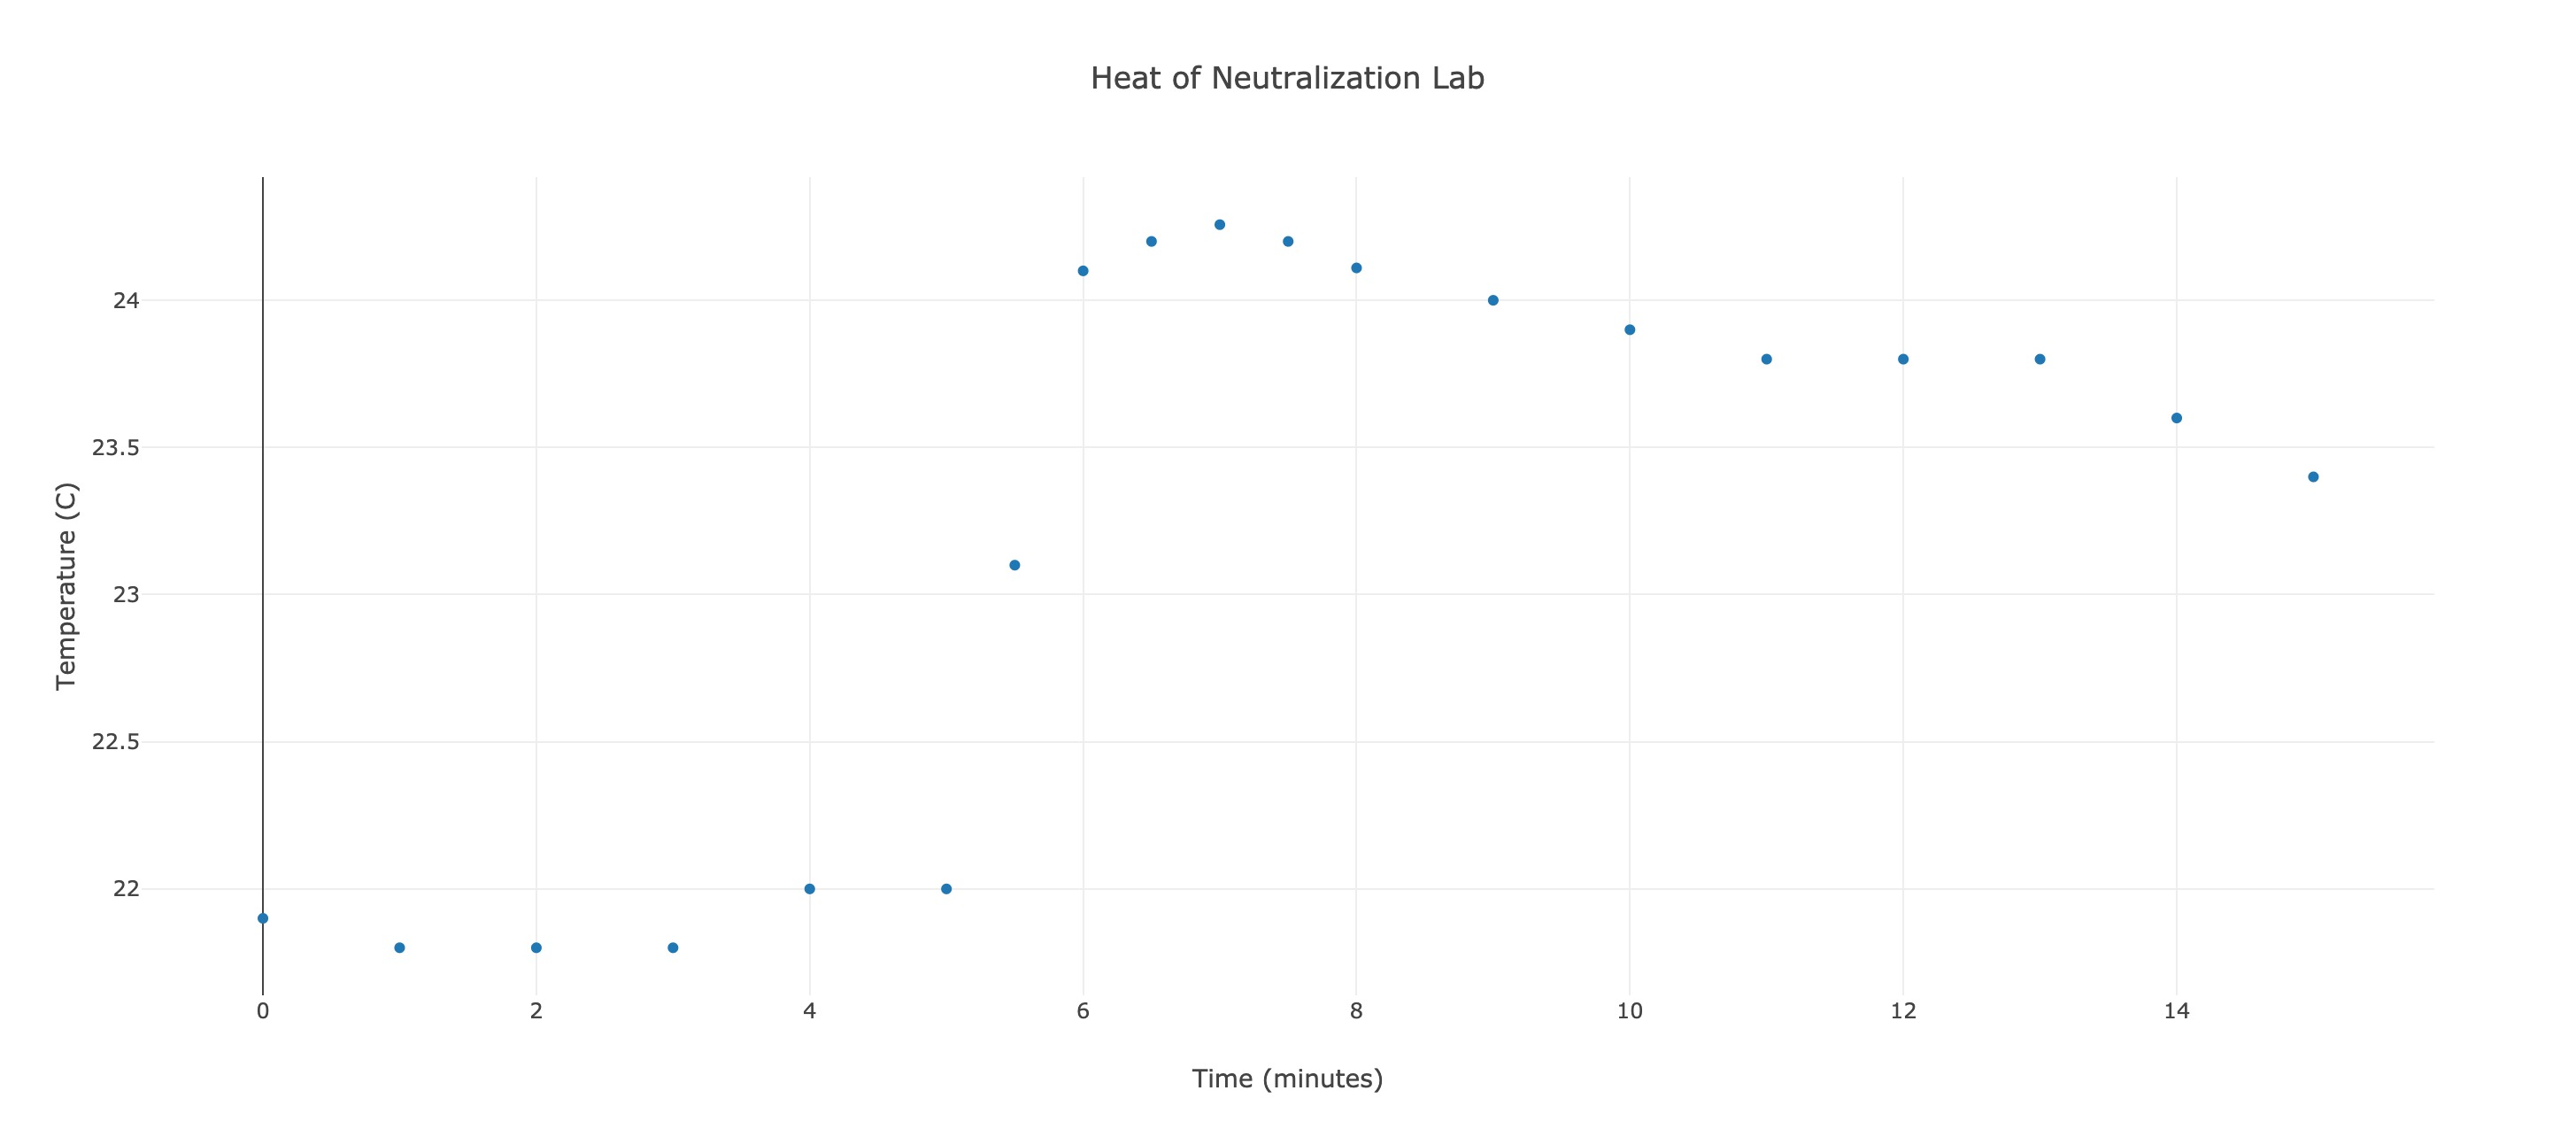 Heat of Neutralization Lab
24
23.5
23
22.5
22
Temperature (C)
0 2 4 6 8 10 12 14
Time (minutes)